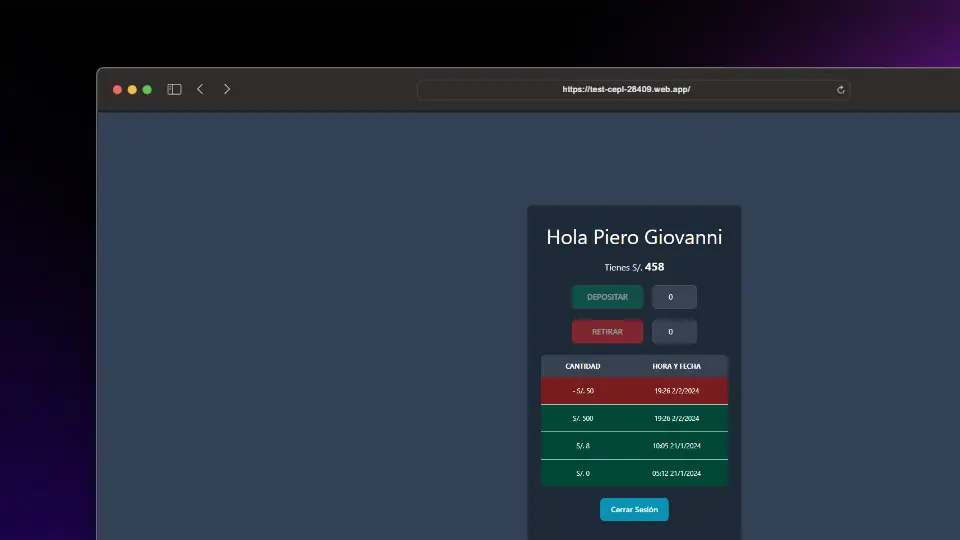 https://test-cepl-28409.web.app/
Hola Piero Giovanni
Tienes S/. 458
DEPOSITAR 0
RETIRAR 0
CANTIDAD HORA Y FECHA
- S/. 50 19:26 2/2/2024
S/. 500 19:26 2/2/2024
S/. 8 10:05 21/1/2024
S/. 0 05:12 21/1/2024
Cerrar Sesión